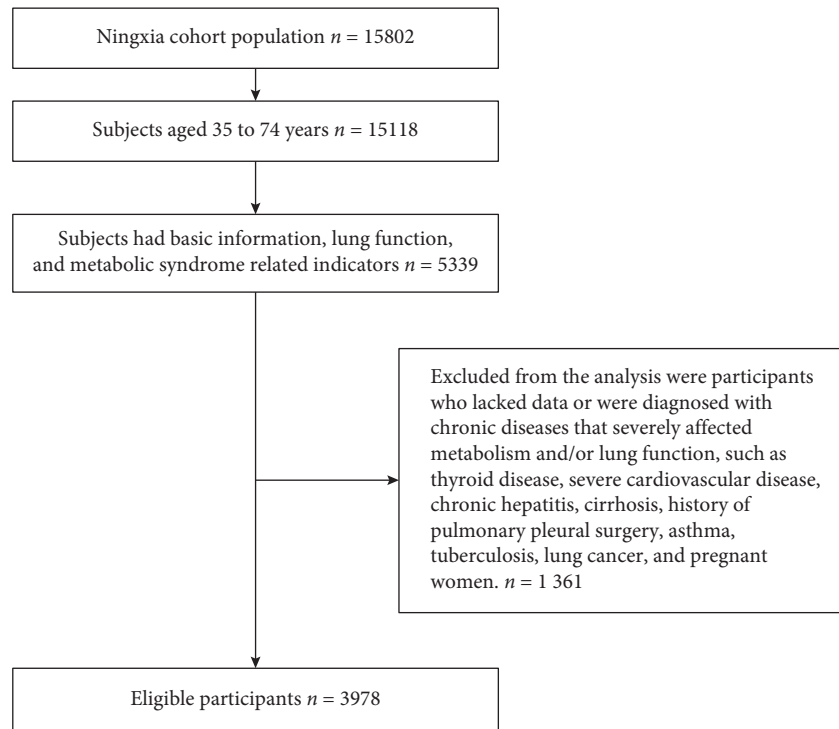 Ningxia cohort population n = 15802
Subjects aged 35 to 74 years n = 15118
Subjects had basic information, lung function,
and metabolic syndrome related indicators n = 5339
Excluded from the analysis were participants
who lacked data or were diagnosed with
chronic diseases that severely affected
metabolism and/or lung function, such as
thyroid disease, severe cardiovascular disease,
chronic hepatitis, cirrhosis, history of
pulmonary pleural surgery, asthma,
tuberculosis, lung cancer, and pregnant
women. n = 1 361
Eligible participants n = 3978